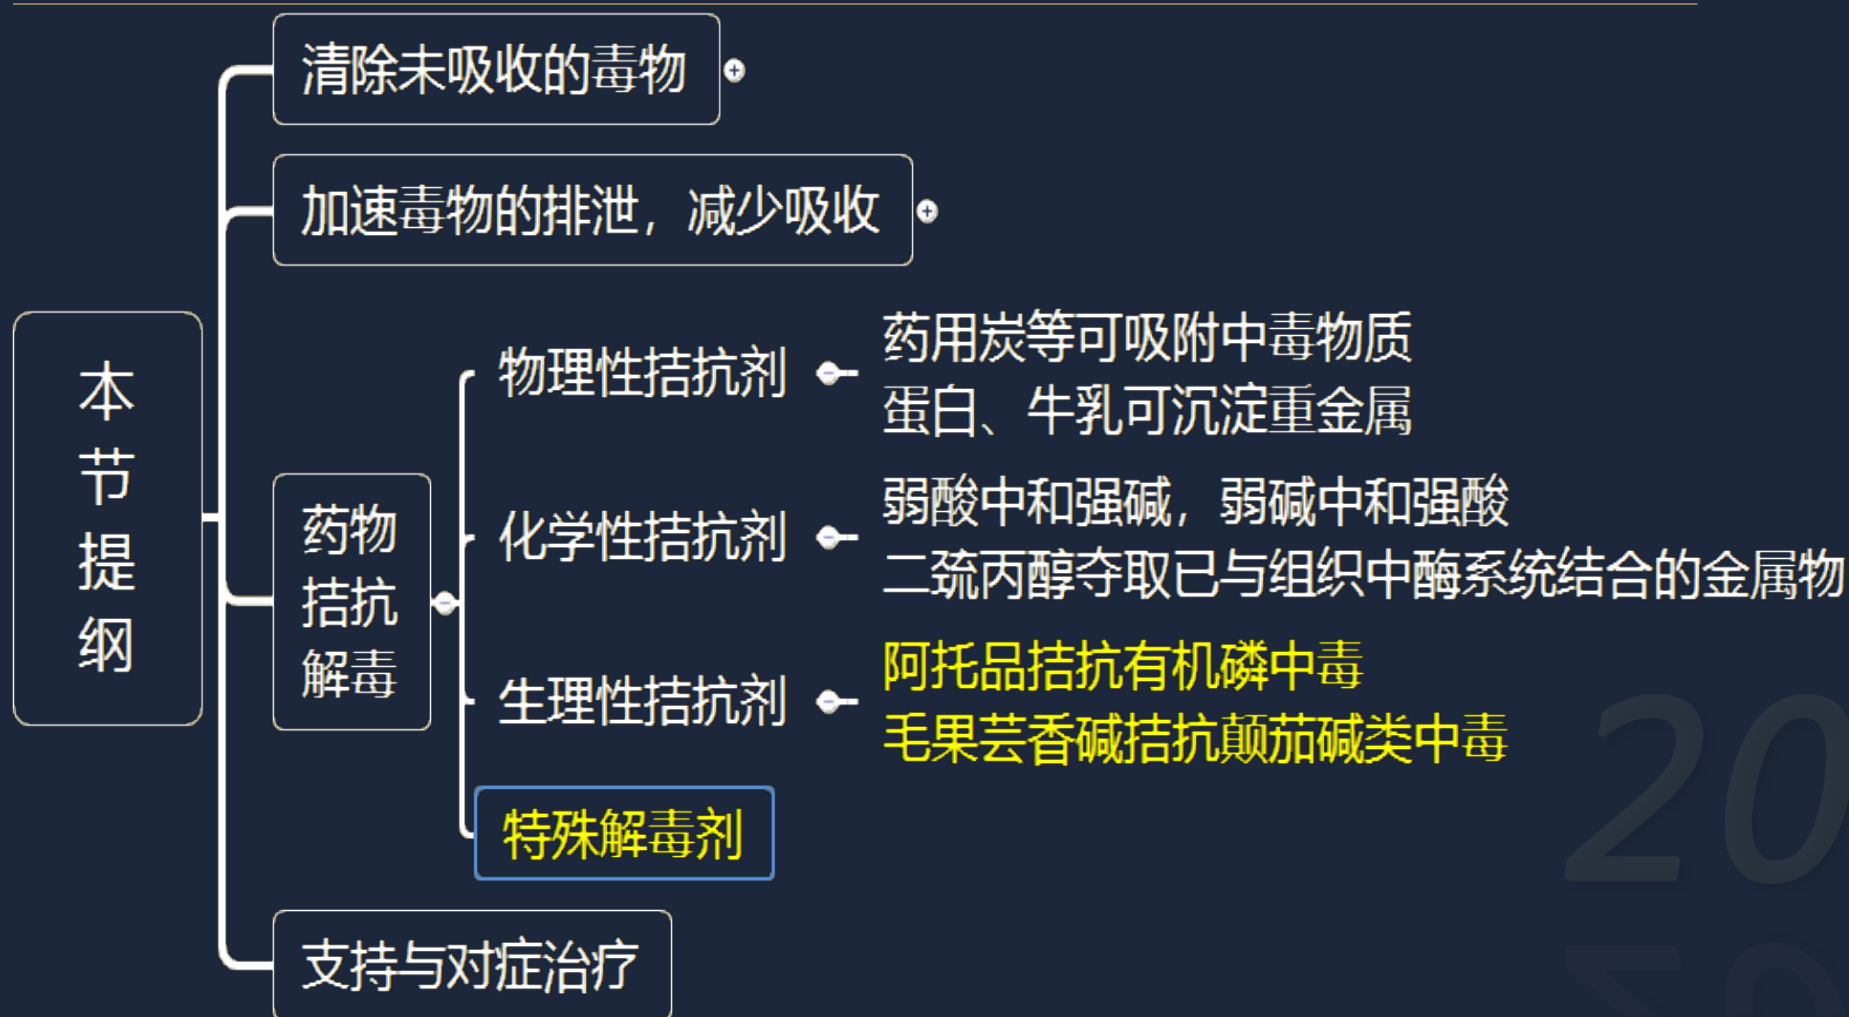 清除未吸收的毒物
加速毒物的排泄，减少吸收
本
节
提
纲
药物
拮抗
解毒
物理性拮抗剂
药用炭等可吸附中毒物质
蛋白、牛乳可沉淀重金属
化学性拮抗剂
弱酸中和强碱，弱碱中和强酸
二巯丙醇夺取已与组织中酶系统结合的金属物
生理性拮抗剂
阿托品拮抗有机磷中毒
毛果芸香碱拮抗颠茄碱类中毒
特殊解毒剂
支持与对症治疗
20